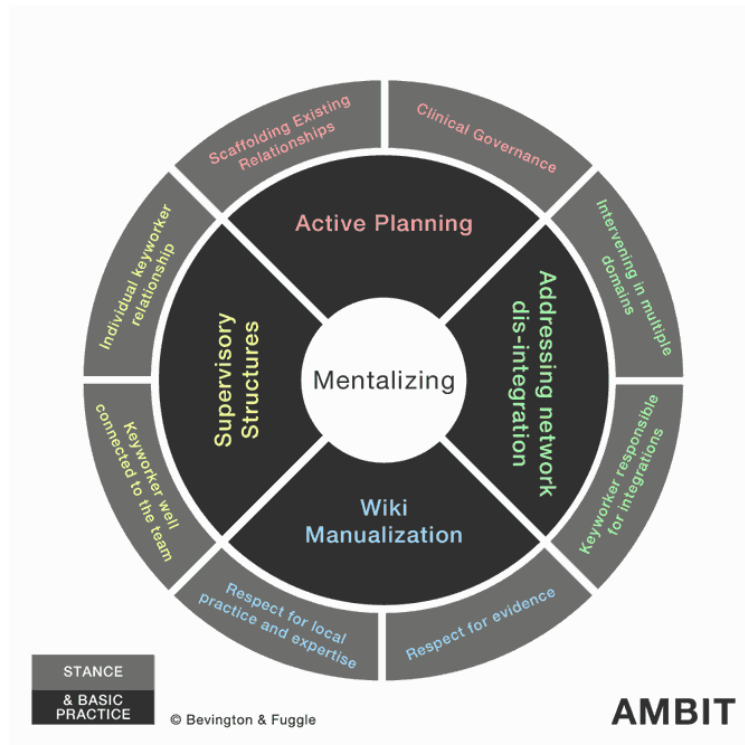 Scaffolding Existing
Relationships
Clinical Governance
Individual keyworker
relationship
Active Planning
Intervening in multiple
domains
Supervisory
Structures
Mentalizing
Addressing network
dis-integration
Keyworker well
connected to the team
Wiki
Manualization
Keyworker responsible
for integrations
Respect for local
practice and expertise
Respect for evidence
STANCE
& BASIC
PRACTICE
© Bevington & Fuggle
AMBIT